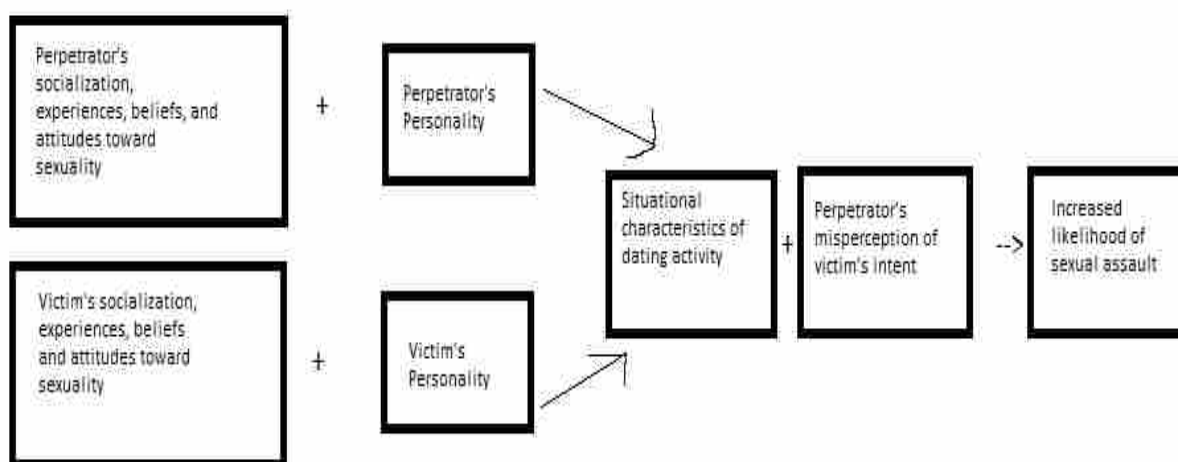 Perpetrator's
socialization,
experiences, beliefs, and
attitudes toward
sexuality
+
Perpetrator's
Personality
Victim's socialization,
experiences, beliefs
and attitudes toward
sexuality
+
Victim's
Personality
Situational
characteristics of
dating activity
+
Perpetrator's
misperception of
victim's intent
-->
Increased
likelihood of
sexual assault